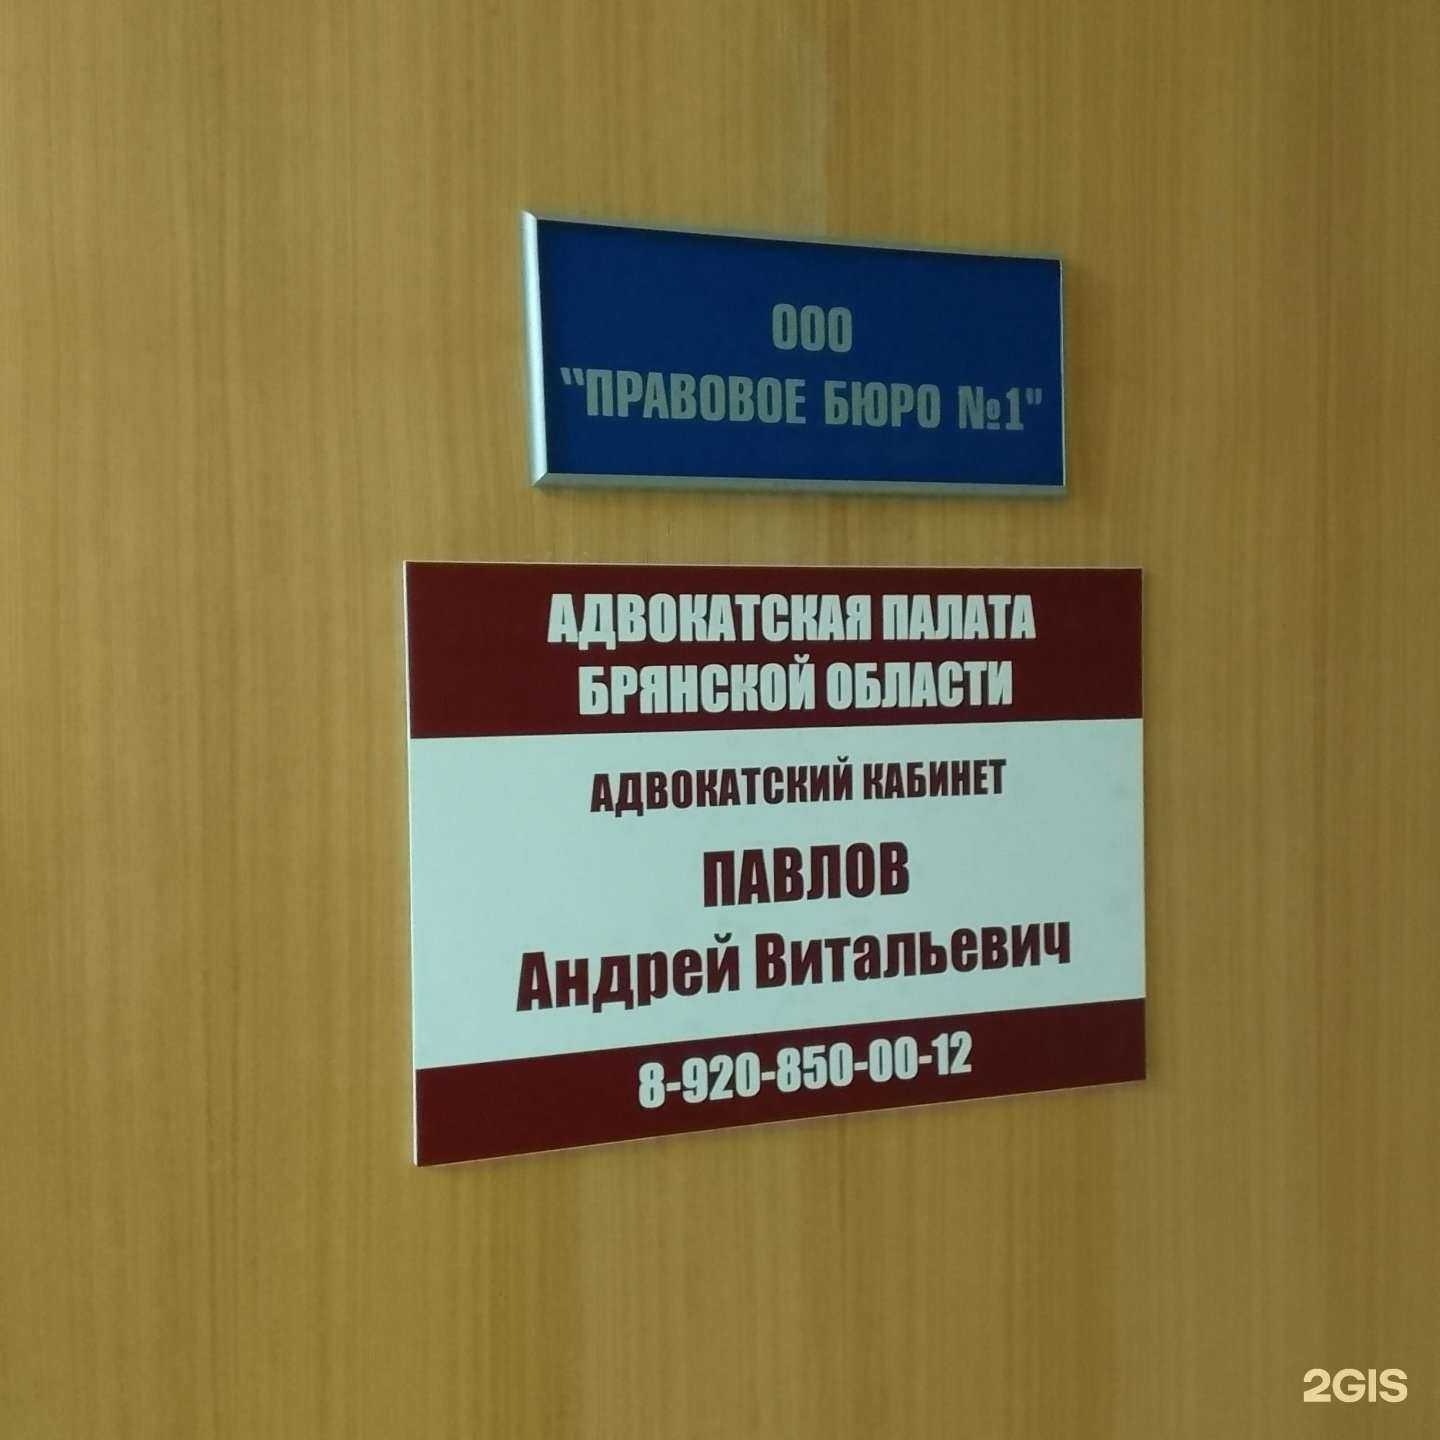 ООО
“ПРАВОВОЕ БЮРО №1"
АДВОКАТСКАЯ ПАЛАТА
БРЯНСКОЙ ОБЛАСТИ
АДВОКАТСКИЙ КАБИНЕТ
ПАВЛОВ
Андрей Витальевич
8-920-850-00-12
2GIS